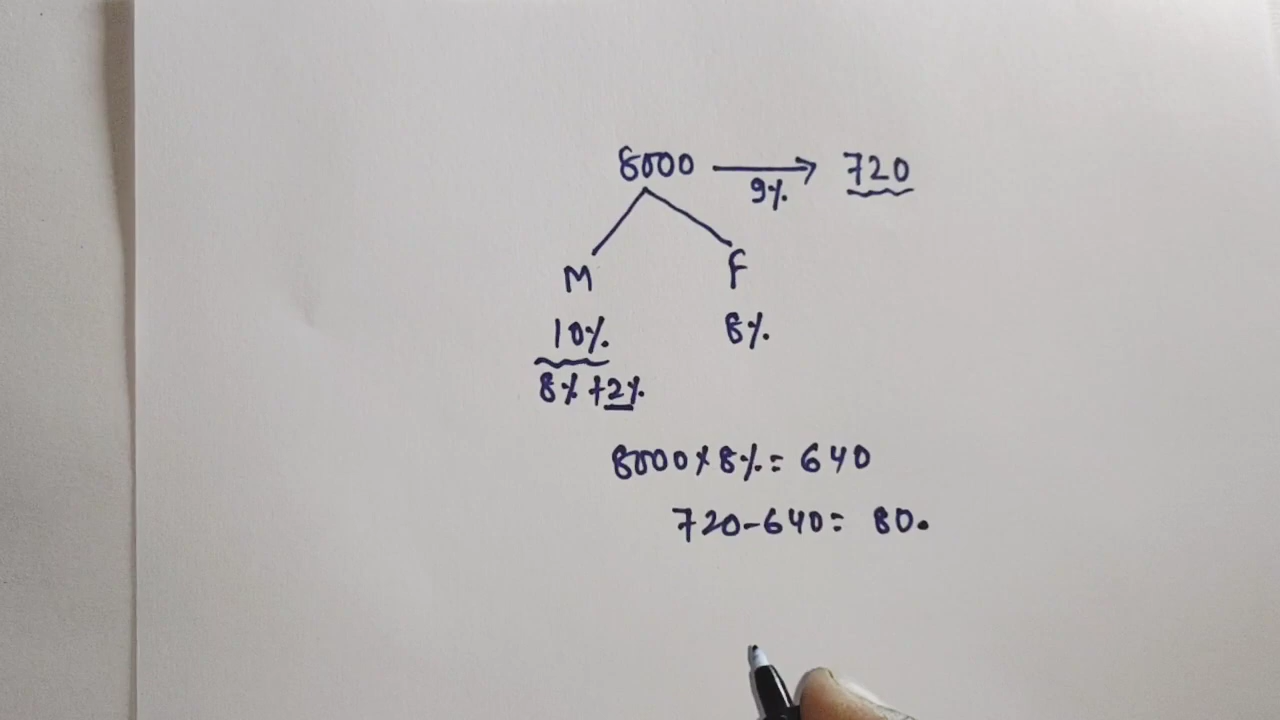 8000 → 720
9%
M F
10% 8%
8% + 2%
8000 × 8% = 640
720 - 640 = 80.